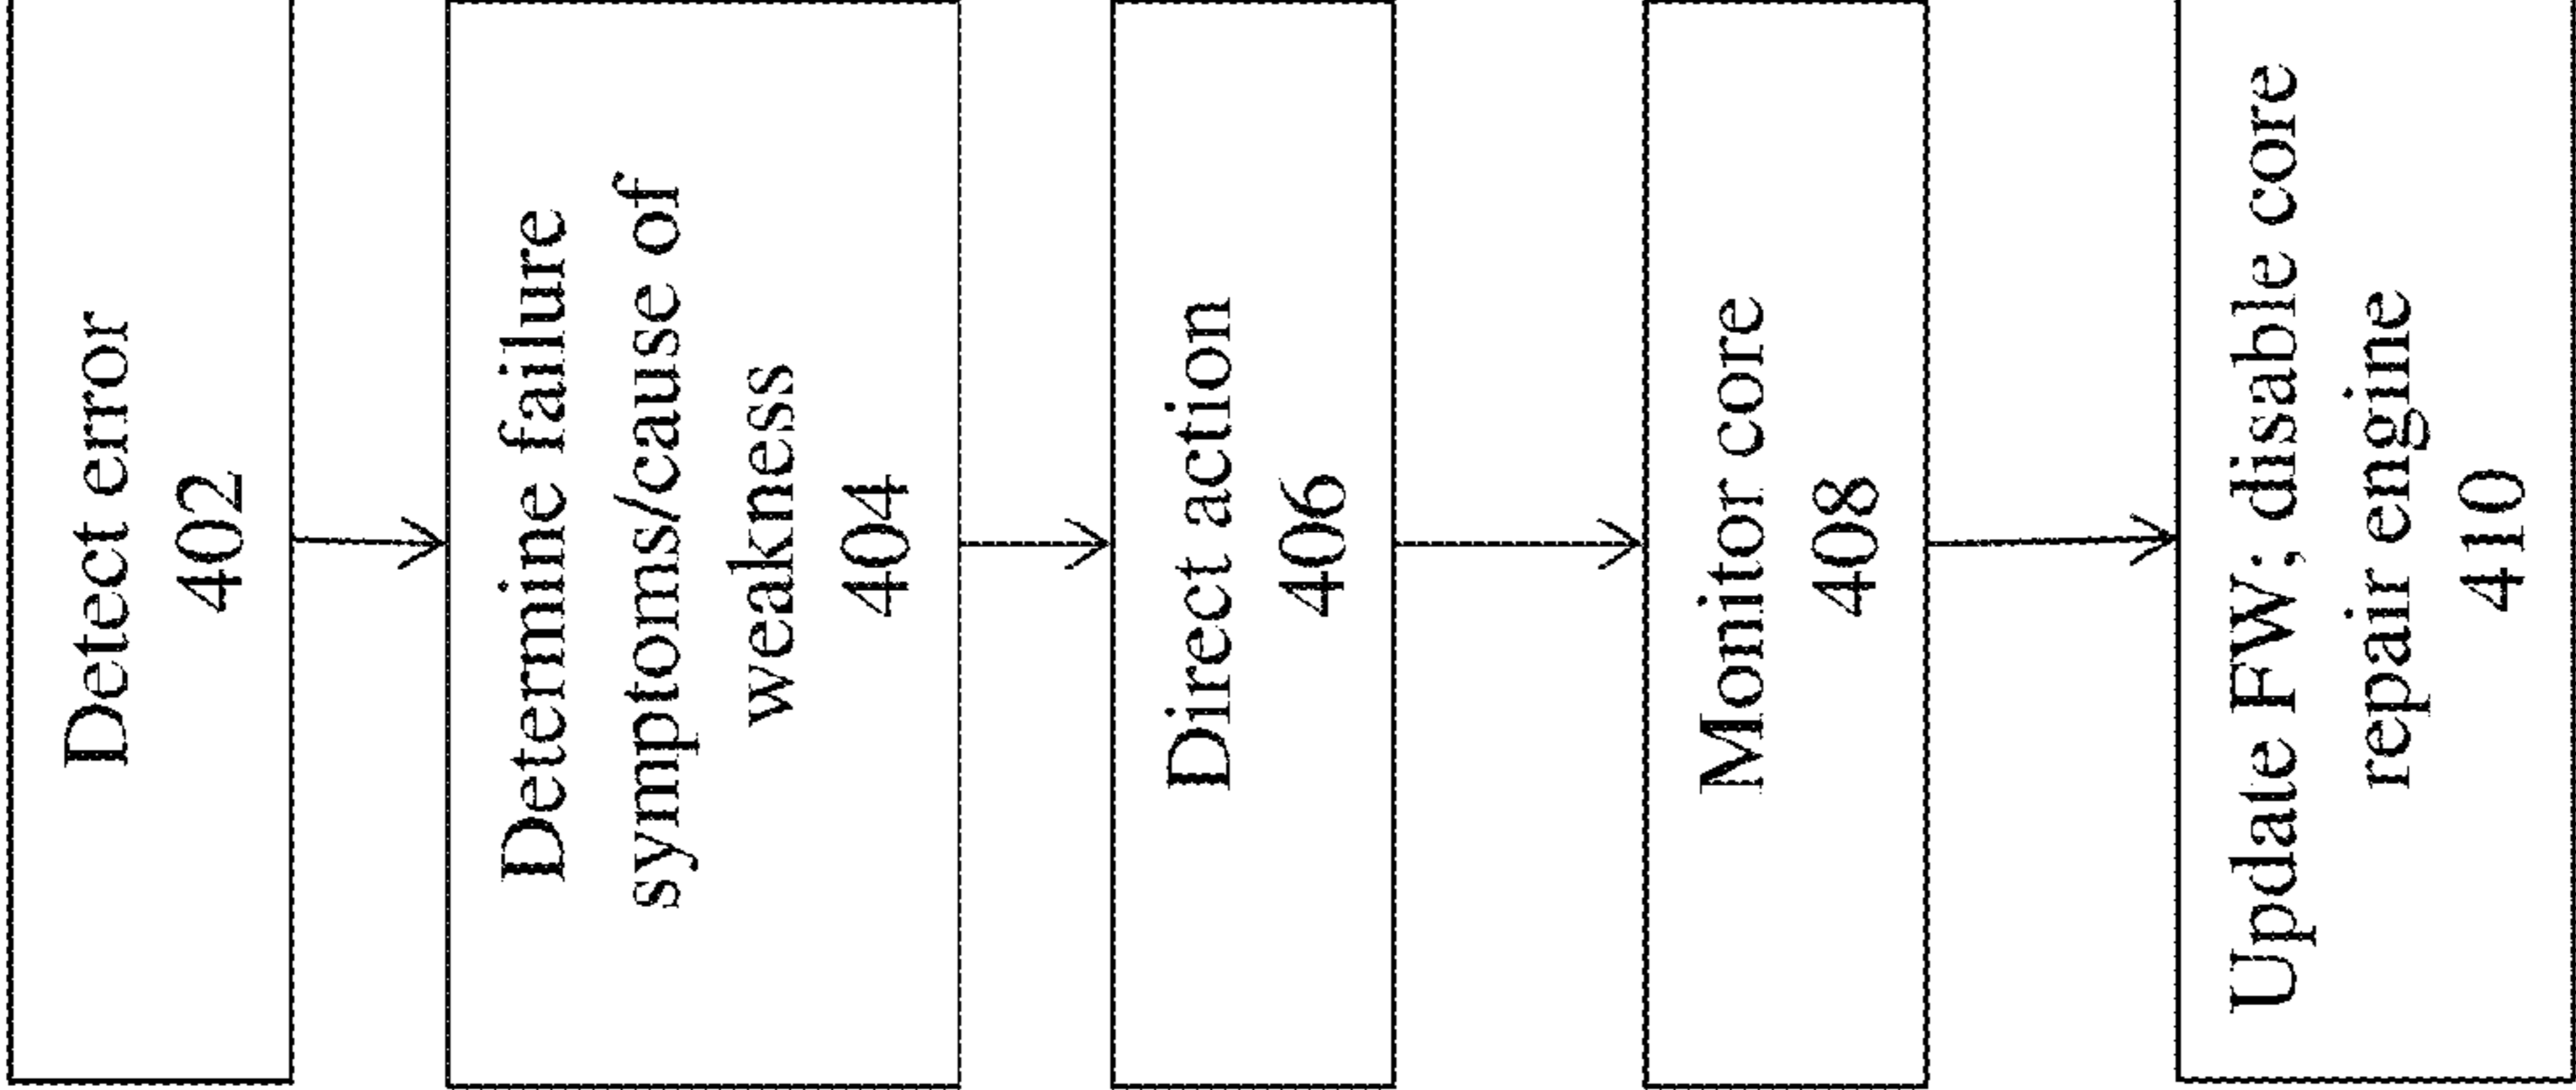 Detect error
402
Determine failure
symptoms/cause of
weakness
404
Direct action
406
Monitor core
408
Update FW; disable core
repair engine
410